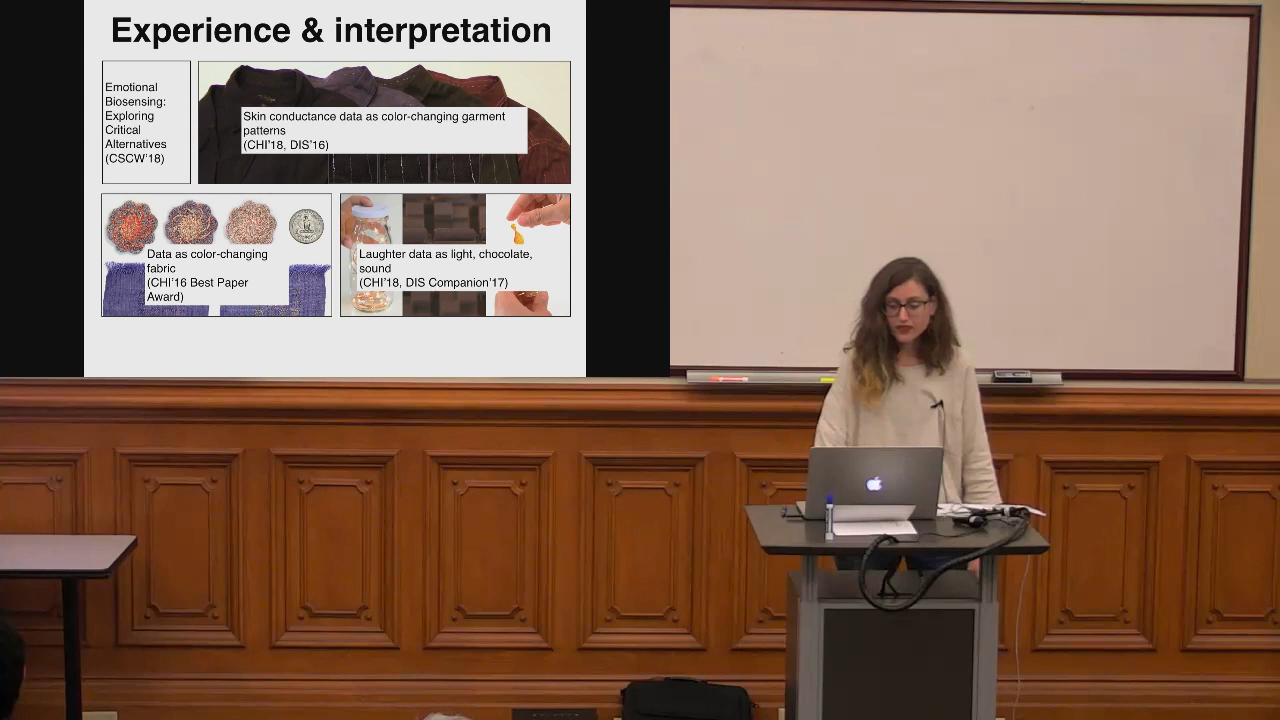 Experience & interpretation
Emotional
Biosensing:
Exploring
Critical
Alternatives
(CSCW'18)
Skin conductance data as color-changing garment
patterns
(CHI'18, DIS'16)
Data as color-changing
fabric
(CHI'16 Best Paper
Award)
Laughter data as light, chocolate,
sound
(CHI'18, DIS Companion'17)